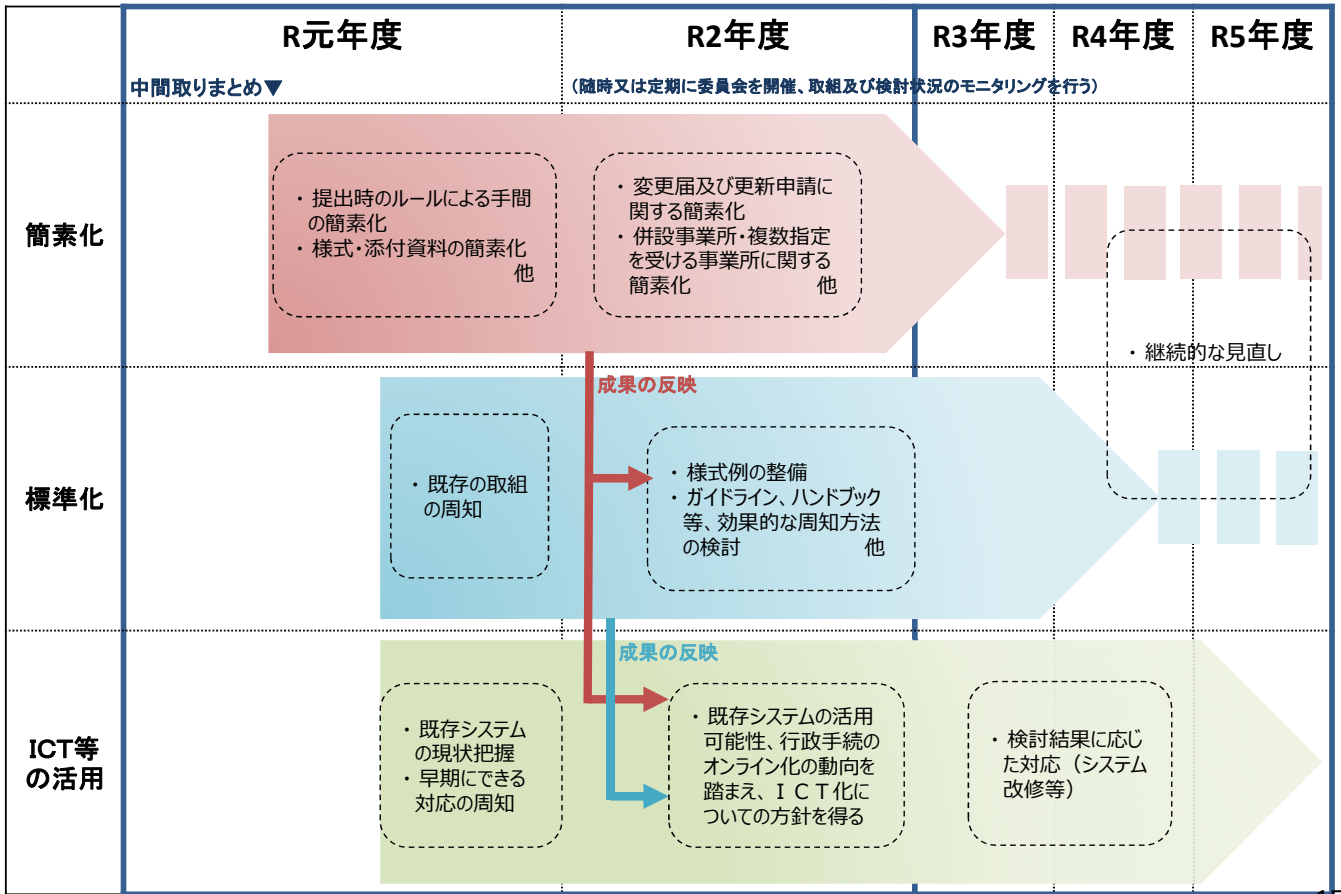 R元年度
R2年度
R3年度
R4年度
R5年度
中間取りまとめ▼
(随時又は定期に委員会を開催、取組及び検討状況のモニタリングを行う)
簡素化
・提出時のルールによる手間
の簡素化
・様式・添付資料の簡素化
他
・変更届及び更新申請に
関する簡素化
・併設事業所・複数指定
を受ける事業所に関する
簡素化 他
・継続的な見直し
成果の反映
標準化
・既存の取組
の周知
・様式例の整備
・ガイドライン、ハンドブック
等、効果的な周知方法
の検討 他
成果の反映
ICT等
の活用
・既存システム
の現状把握
・早期にできる
対応の周知
・既存システムの活用
可能性、行政手続の
オンライン化の動向を
踏まえ、ＩＣＴ化に
ついての方針を得る
・検討結果に応じ
た対応（システム
改修等）